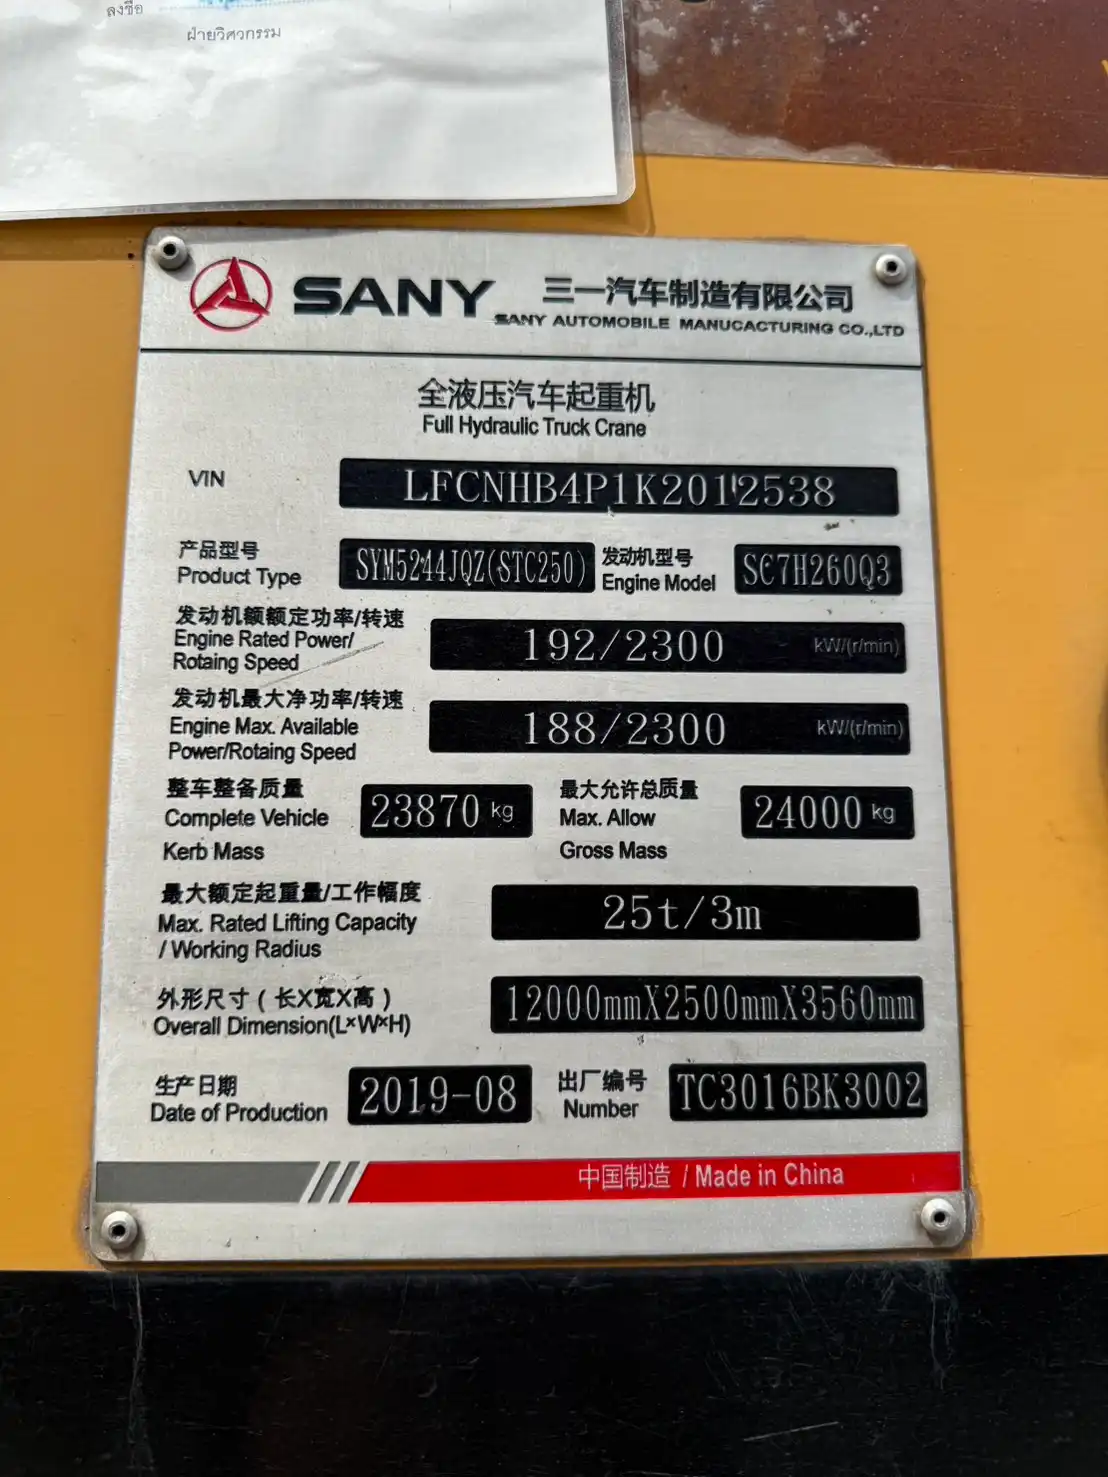 ลงชื่อ
ฝ่ายวิศวกรรม
SANY 三一汽车制造有限公司
SANY AUTOMOBILE MANUCACTURING CO.,LTD
全液压汽车起重机
Full Hydraulic Truck Crane
VIN LFCNHB4P1K2012538
产品型号
Product Type SYM5244JQZ(STC250)
发动机型号
Engine Model SC7H260Q3
发动机额额定功率/转速
Engine Rated Power/
Rotaing Speed 192/2300 kW/(r/min)
发动机最大净功率/转速
Engine Max. Available
Power/Rotaing Speed 188/2300 kW/(r/min)
整车整备质量
Complete Vehicle
Kerb Mass 23870 kg
最大允许总质量
Max. Allow
Gross Mass 24000 kg
最大额定起重量/工作幅度
Max. Rated Lifting Capacity
/ Working Radius 25t/3m
外形尺寸 ( 长X宽X高 )
Overall Dimension(L×W×H) 12000mmX2500mmX3560mm
生产日期
Date of Production 2019-08
出厂编号
Number TC3016BK3002
中国制造 / Made in China